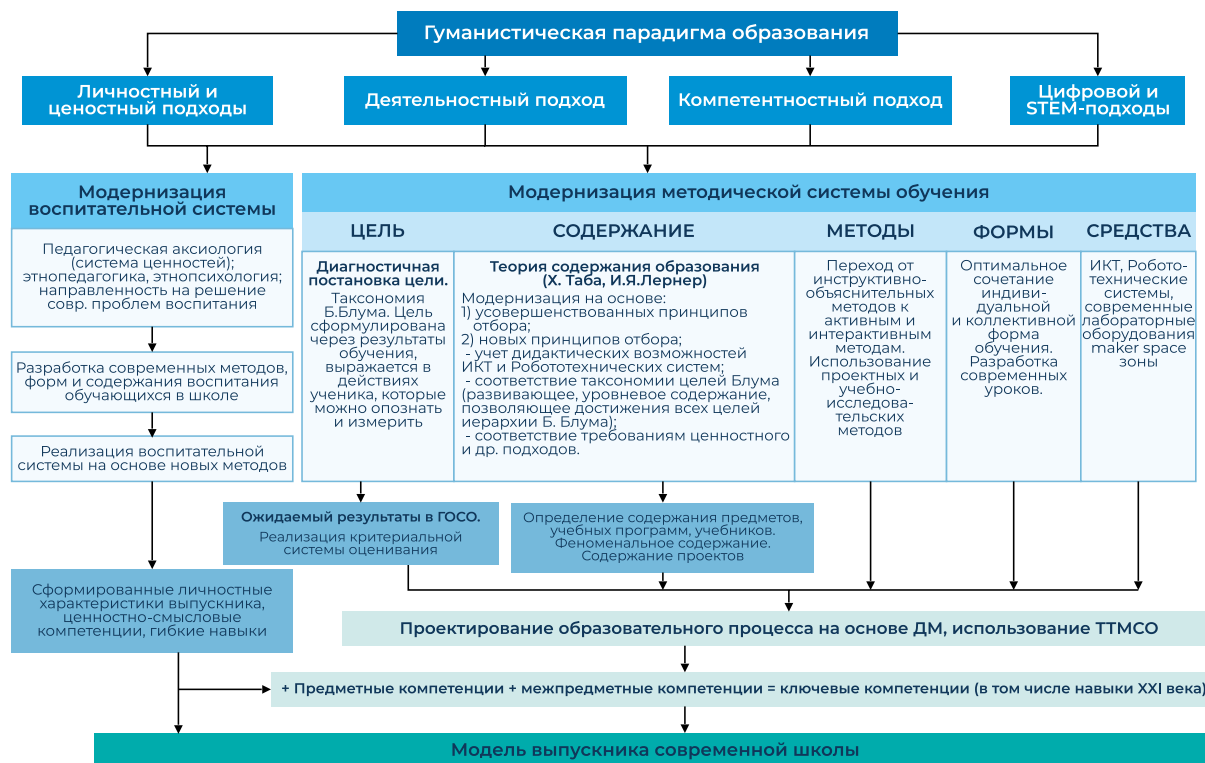 Гуманистическая парадигма образования
Личностный и
ценостный подходы
Деятельностный подход
Компетентностный подход
Цифровой и
STEM-подходы
Модернизация
воспитательной системы
Педагогическая аксиология
(система ценностей);
этнопедагогика, этнопсихология;
направленность на решение
совр. проблем воспитания
Разработка современных методов,
форм и содержания воспитания
обучающихся в школе
Реализация воспитательной
системы на основе новых методов
Модернизация методической системы обучения
ЦЕЛЬ
Диагностичная
постановка цели.
Таксономия
Б.Блума. Цель
сформулирована
через результаты
обучения,
выражается в
действиях
ученика, которые
можно опознать
и измерить
СОДЕРЖАНИЕ
Теория содержания образования
(Х. Таба, И.Я.Лернер)
Модернизация на основе:
1) усовершенствованных принципов
отбора;
2) новых принципов отбора;
- учет дидактических возможностей
ИКТ и Робототехнических систем;
- соответствие таксономии целей Блума
(развивающее, уровневое содержание,
позволяющее достижения всех целей
иерархии Б. Блума);
- соответствие требованиям ценностного
и др. подходов.
МЕТОДЫ
Переход от
инструктивно-
объяснительных
методов к
активным и
интерактивным
методам.
Использование
проектных и
учебно-
исследова-
тельских
методов
ФОРМЫ
Оптимальное
сочетание
индиви-
дуальной
и коллективной
форма
обучения.
Разработка
современных
уроков.
СРЕДСТВА
ИКТ, Робото-
технические
системы,
современные
лабораторные
оборудования
maker space
зоны
Ожидаемый результаты в ГОСО.
Реализация критериальной
системы оценивания
Определение содержания предметов,
учебных программ, учебников.
Феноменальное содержание.
Содержание проектов
Сформированные личностные
характеристики выпускника,
ценностно-смысловые
компетенции, гибкие навыки
Проектирование образовательного процесса на основе ДМ, использование ТТМСО
+ Предметные компетенции + межпредметные компетенции = ключевые компетенции (в том числе навыки XXI века)
Модель выпускника современной школы